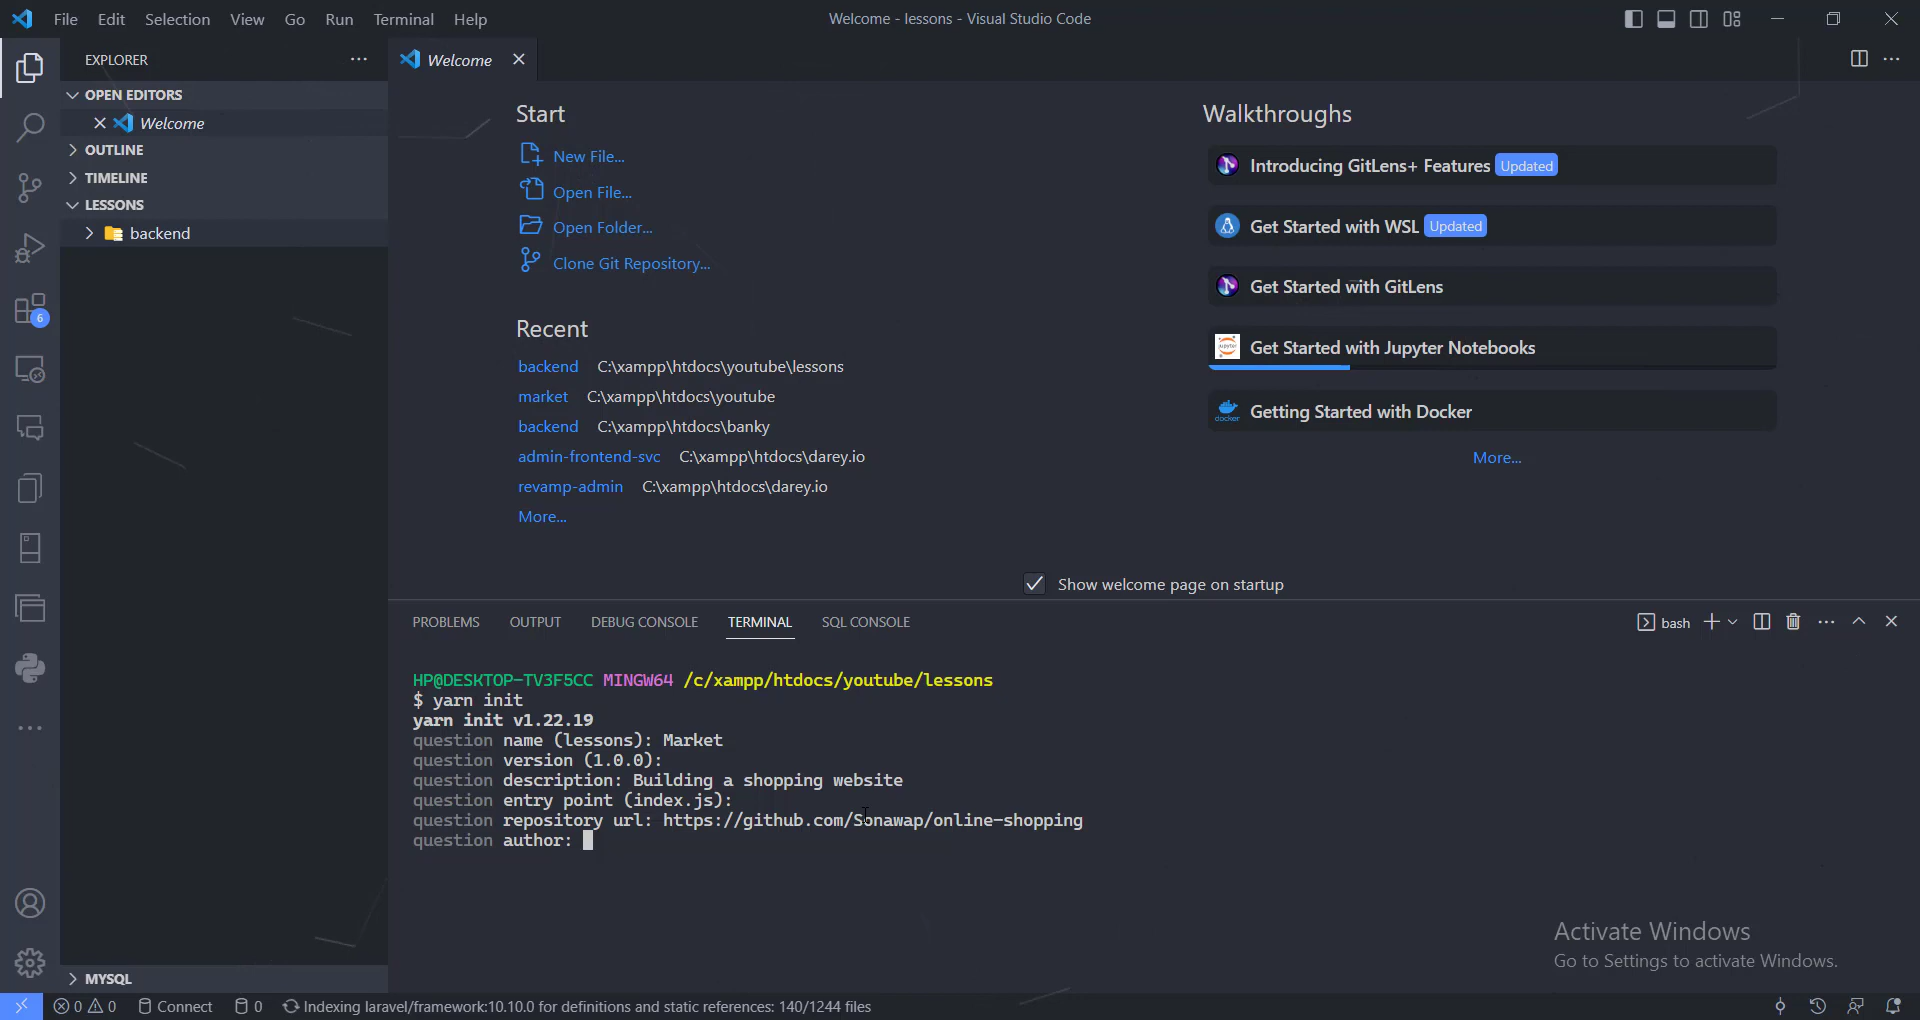 File Edit Selection View Go Run Terminal Help
Welcome - lessons - Visual Studio Code
EXPLORER
OPEN EDITORS
Welcome
OUTLINE
TIMELINE
LESSONS
backend
MYSQL
6
Welcome
Start
New File...
Open File...
Open Folder...
Clone Git Repository...
Recent
backend C:\xampp\htdocs\youtube\lessons
market C:\xampp\htdocs\youtube
backend C:\xampp\htdocs\banky
admin-frontend-svc C:\xampp\htdocs\darey.io
revamp-admin C:\xampp\htdocs\darey.io
More...
Walkthroughs
Introducing GitLens+ Features Updated
Get Started with WSL Updated
Get Started with GitLens
jupyter Get Started with Jupyter Notebooks
docker Getting Started with Docker
More...
Show welcome page on startup
PROBLEMS OUTPUT DEBUG CONSOLE TERMINAL SQL CONSOLE
bash
HP@DESKTOP-TV3F5CC MINGW64 /c/xampp/htdocs/youtube/lessons
$ yarn init
yarn init v1.22.19
question name (lessons): Market
question version (1.0.0):
question description: Building a shopping website
question entry point (index.js):
question repository url: https://github.com/Sonawap/online-shopping
question author:
Activate Windows
Go to Settings to activate Windows.
0 0 Connect 0 Indexing laravel/framework:10.10.0 for definitions and static references: 140/1244 files